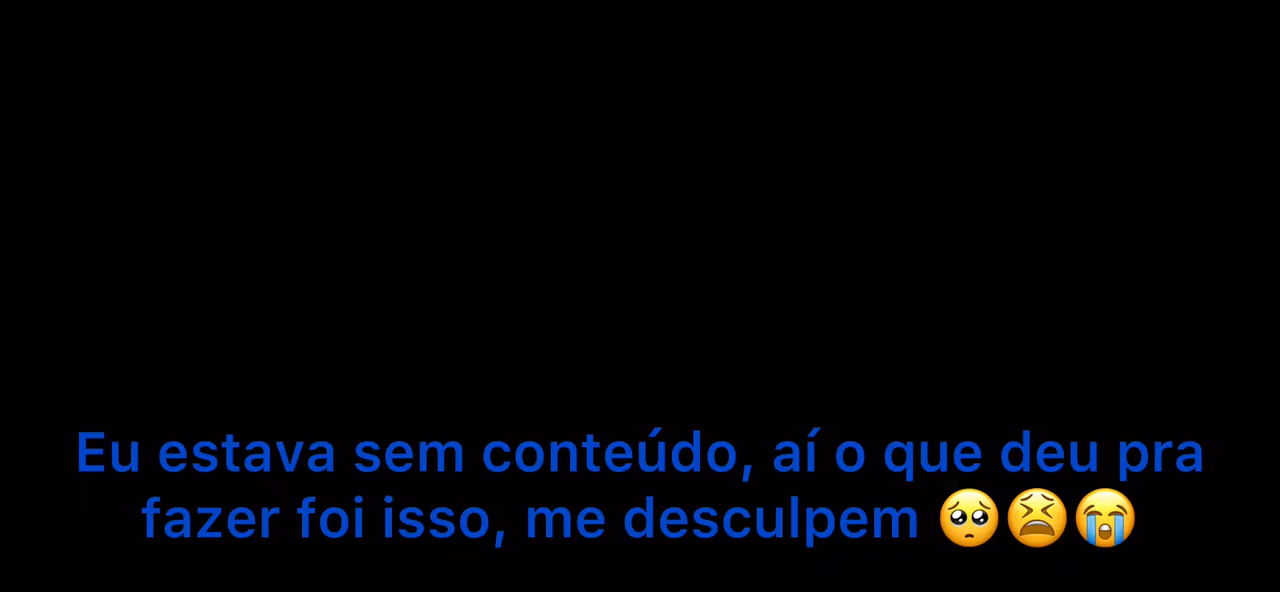 Eu estava sem conteúdo, aí o que deu pra
fazer foi isso, me desculpem 🥺😫😭